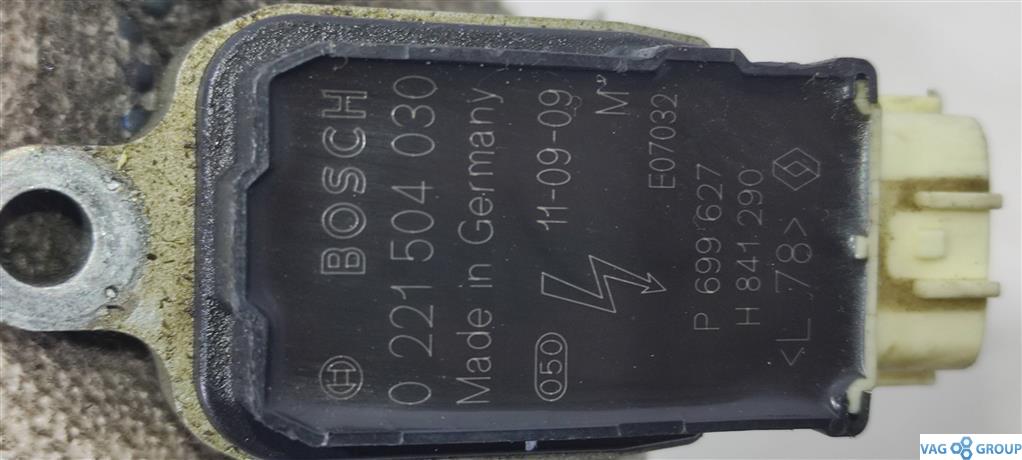 BOSCH
0 221 504 030
Made in Germany
050 11-09-09
M
E07032
P 699 627
H 841 290
<L 78>
VAG GROUP